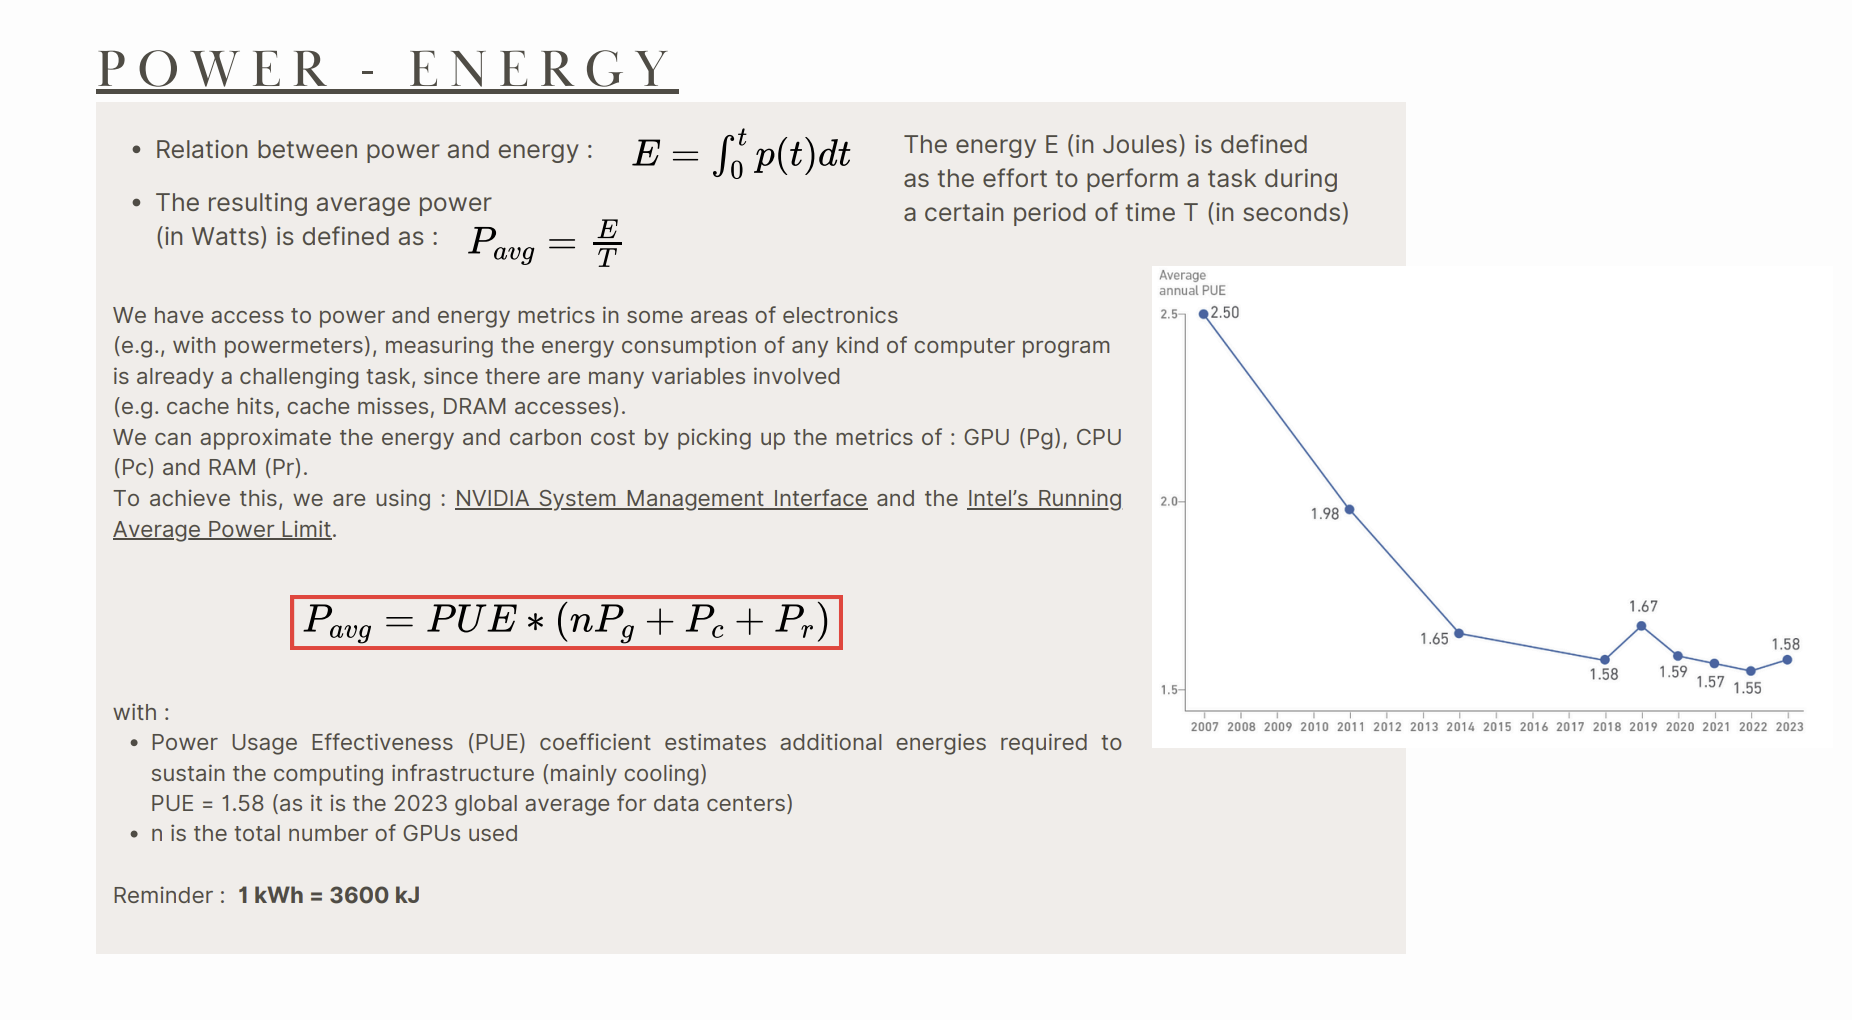 POWER - ENERGY
• Relation between power and energy : E = ∫₀ᵗ p(t)dt
The energy E (in Joules) is defined
as the effort to perform a task during
a certain period of time T (in seconds)
• The resulting average power
(in Watts) is defined as : P_avg = E/T
We have access to power and energy metrics in some areas of electronics
(e.g., with powermeters), measuring the energy consumption of any kind of computer program
is already a challenging task, since there are many variables involved
(e.g. cache hits, cache misses, DRAM accesses).
We can approximate the energy and carbon cost by picking up the metrics of : GPU (Pg), CPU
(Pc) and RAM (Pr).
To achieve this, we are using : NVIDIA System Management Interface and the Intel’s Running
Average Power Limit.
P_avg = PUE * (nP_g + P_c + P_r)
with :
• Power Usage Effectiveness (PUE) coefficient estimates additional energies required to
sustain the computing infrastructure (mainly cooling)
PUE = 1.58 (as it is the 2023 global average for data centers)
• n is the total number of GPUs used
Reminder : 1 kWh = 3600 kJ
Average
annual PUE
2.5
2.50
2.0
1.98
1.67
1.65
1.58
1.58
1.59
1.57
1.55
1.5
2007 2008 2009 2010 2011 2012 2013 2014 2015 2016 2017 2018 2019 2020 2021 2022 2023